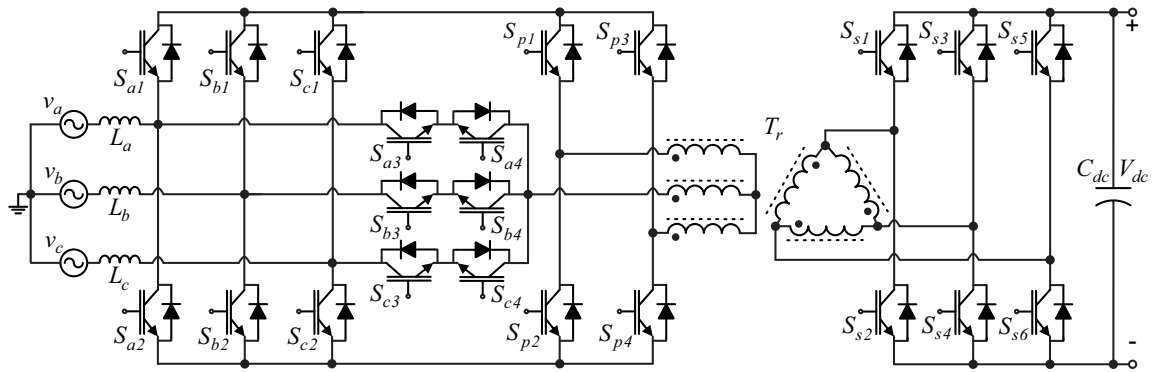 S_p1 S_p3 S_s1 S_s3 S_s5 +
S_a1 S_b1 S_c1
v_a L_a S_a3 S_a4 T_r
v_b L_b S_b3 S_b4 C_dc V_dc
v_c L_c S_c3 S_c4
S_a2 S_b2 S_c2 S_p2 S_p4 S_s2 S_s4 S_s6 -